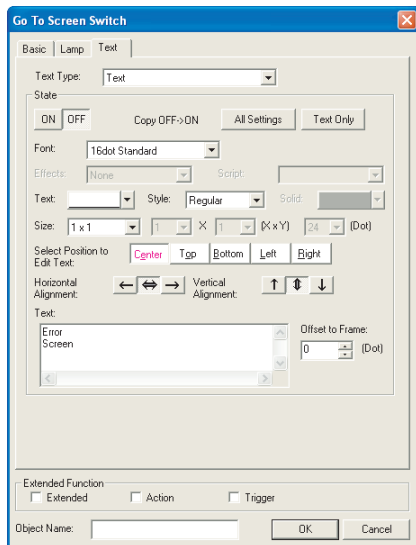 Go To Screen Switch
Basic Lamp Text
Text Type: Text
State
ON OFF Copy OFF->ON All Settings Text Only
Font: 16dot Standard
Effects: None Script:
Text: Style: Regular Solid:
Size: 1 x 1 1 X 1 (X x Y) 24 (Dot)
Select Position to
Edit Text: Center Top Bottom Left Right
Horizontal
Alignment: Vertical
Alignment:
Text:
Error
Screen
Offset to Frame:
0 (Dot)
Extended Function
Extended Action Trigger
Object Name: OK Cancel